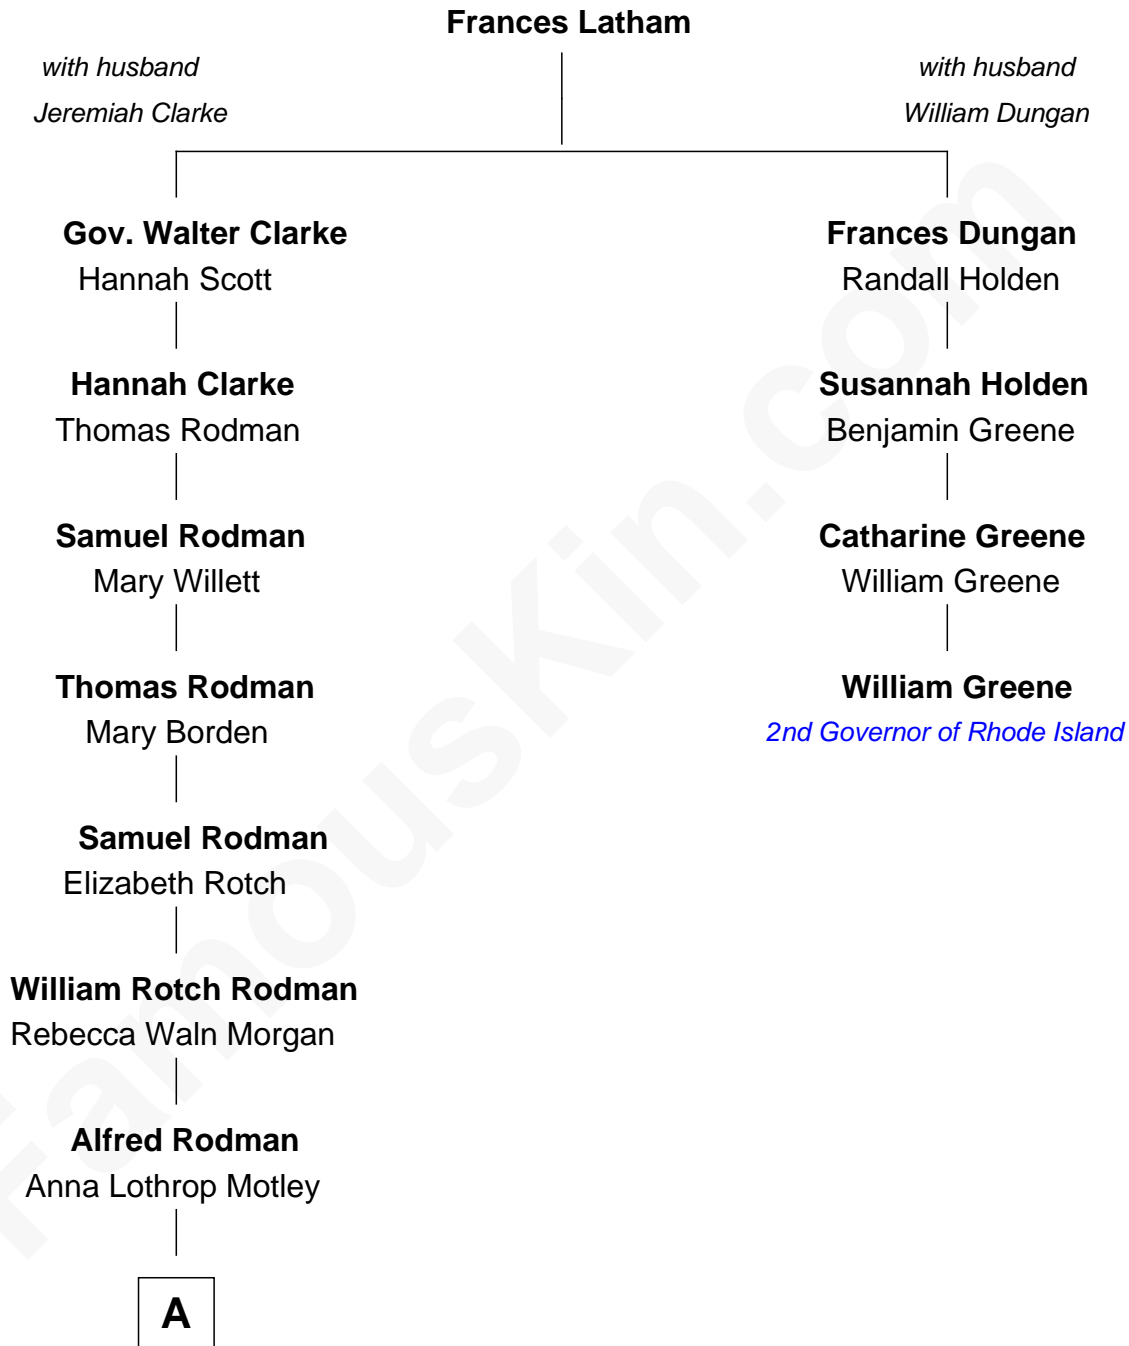 Frances Latham
with husband
Jeremiah Clarke
with husband
William Dungan
Gov. Walter Clarke
Hannah Scott
Frances Dungan
Randall Holden
Hannah Clarke
Thomas Rodman
Susannah Holden
Benjamin Greene
Samuel Rodman
Mary Willett
Catharine Greene
William Greene
Thomas Rodman
Mary Borden
William Greene
2nd Governor of Rhode Island
Samuel Rodman
Elizabeth Rotch
William Rotch Rodman
Rebecca Waln Morgan
Alfred Rodman
Anna Lothrop Motley
A
FamousKin.com